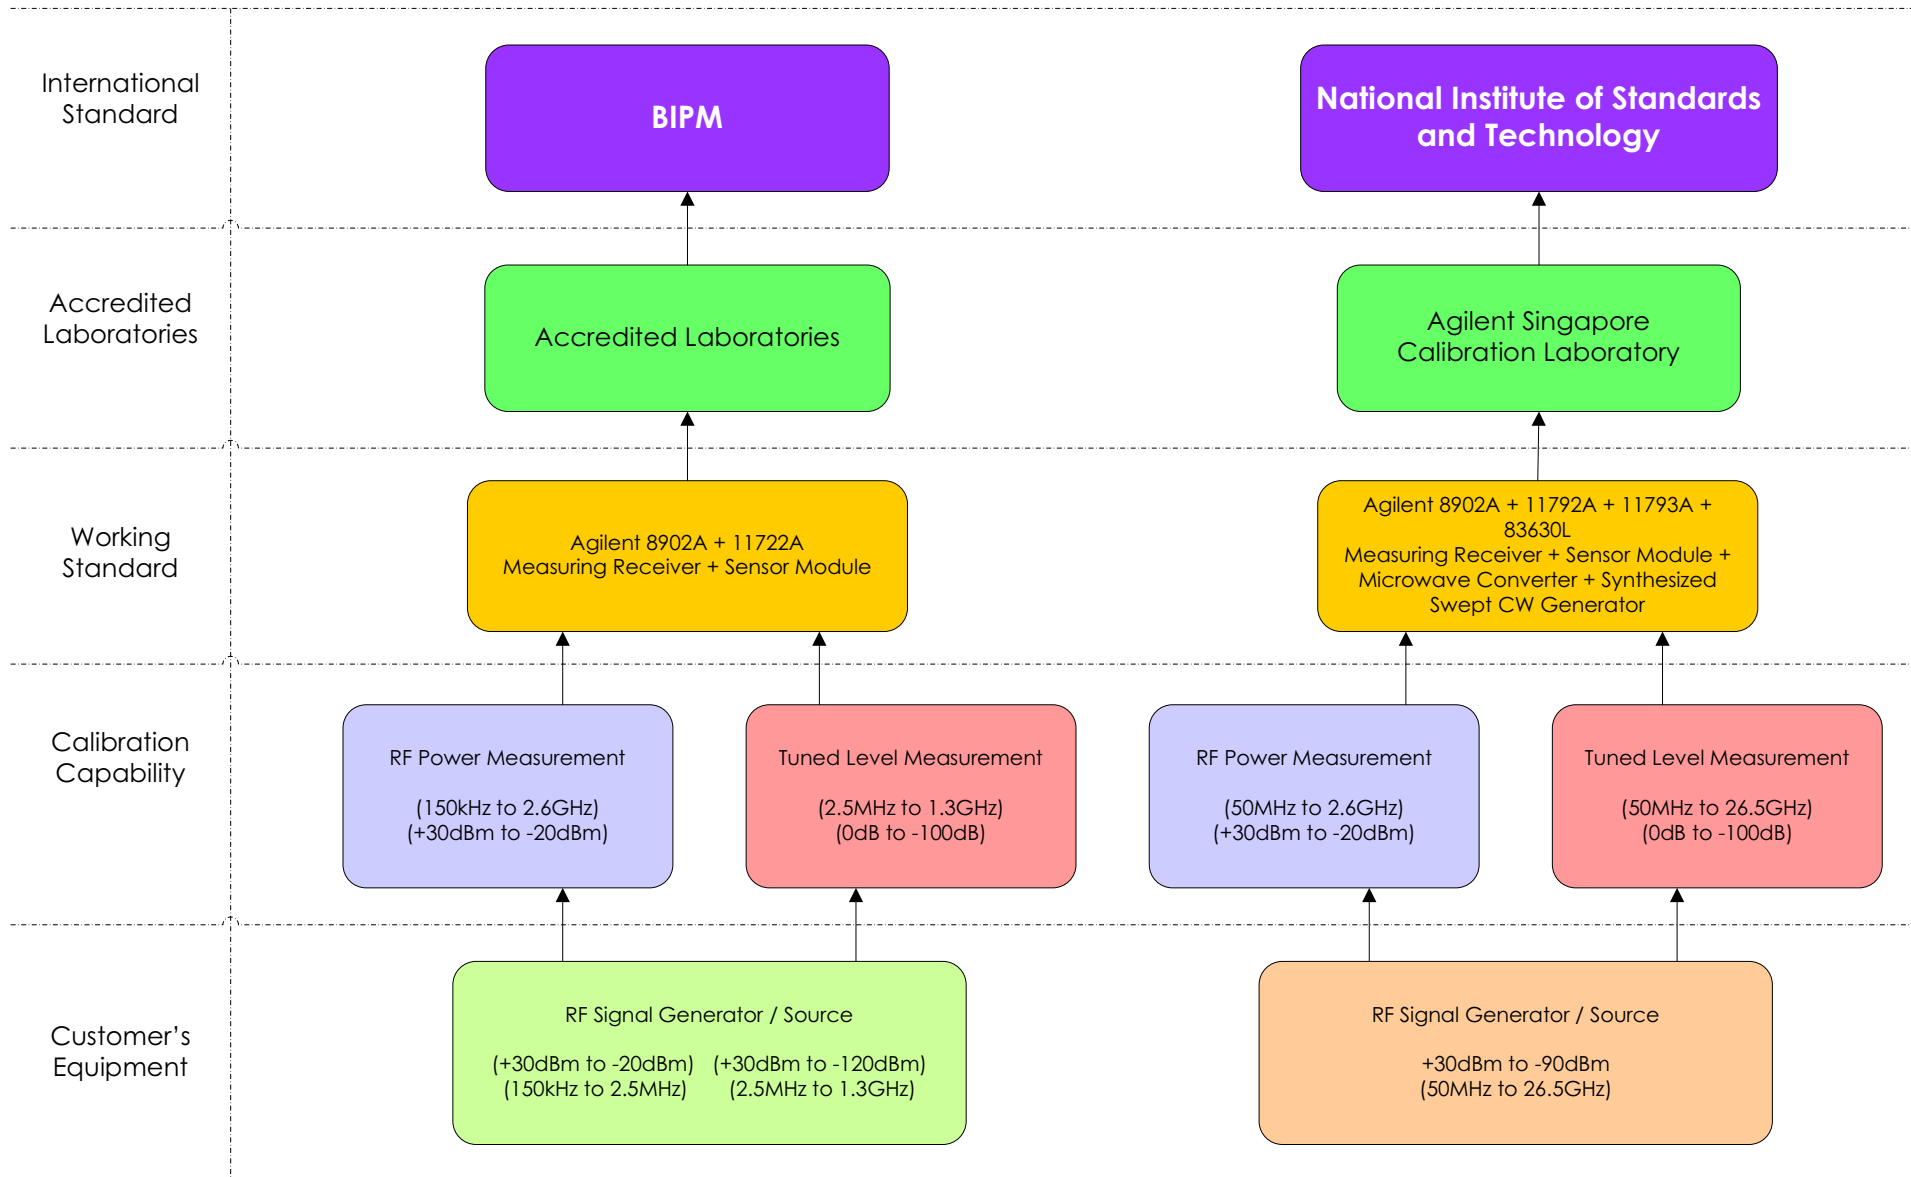 International
Standard
BIPM
National Institute of Standards
and Technology
Accredited
Laboratories
Accredited Laboratories
Agilent Singapore
Calibration Laboratory
Working
Standard
Agilent 8902A + 11722A
Measuring Receiver + Sensor Module
Agilent 8902A + 11792A + 11793A +
83630L
Measuring Receiver + Sensor Module +
Microwave Converter + Synthesized
Swept CW Generator
Calibration
Capability
RF Power Measurement
(150kHz to 2.6GHz)
(+30dBm to -20dBm)
Tuned Level Measurement
(2.5MHz to 1.3GHz)
(0dB to -100dB)
RF Power Measurement
(50MHz to 2.6GHz)
(+30dBm to -20dBm)
Tuned Level Measurement
(50MHz to 26.5GHz)
(0dB to -100dB)
Customer’s
Equipment
RF Signal Generator / Source
(+30dBm to -20dBm) (+30dBm to -120dBm)
(150kHz to 2.5MHz) (2.5MHz to 1.3GHz)
RF Signal Generator / Source
+30dBm to -90dBm
(50MHz to 26.5GHz)